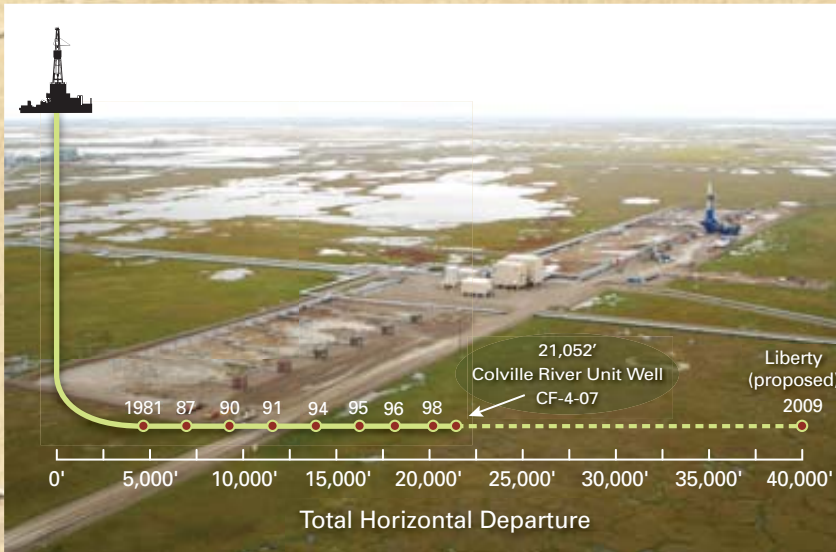 21,052'
Colville River Unit Well
CF-4-07
Liberty
(proposed)
2009
1981 87 90 91 94 95 96 98
0' 5,000' 10,000' 15,000' 20,000' 25,000' 30,000' 35,000' 40,000'
Total Horizontal Departure